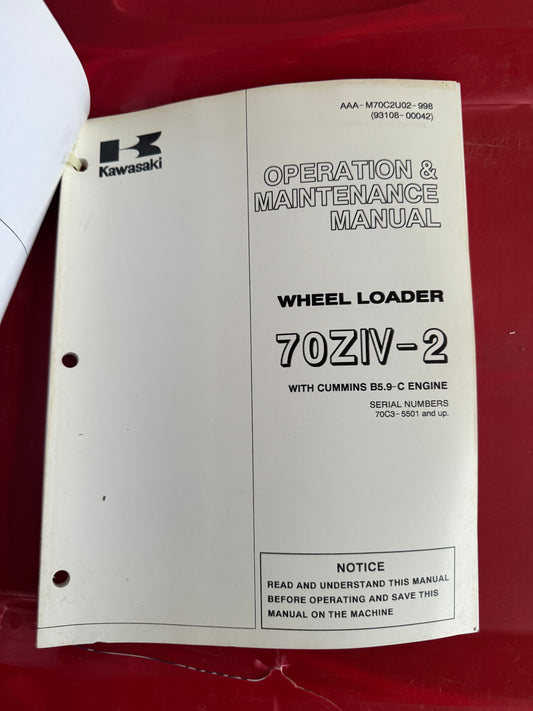 AAA-M70C2U02-998
(93108-00042)
Kawasaki
OPERATION &
MAINTENANCE
MANUAL
WHEEL LOADER
70ZIV-2
WITH CUMMINS B5.9-C ENGINE
SERIAL NUMBERS
70C3-5501 and up.
NOTICE
READ AND UNDERSTAND THIS MANUAL
BEFORE OPERATING AND SAVE THIS
MANUAL ON THE MACHINE